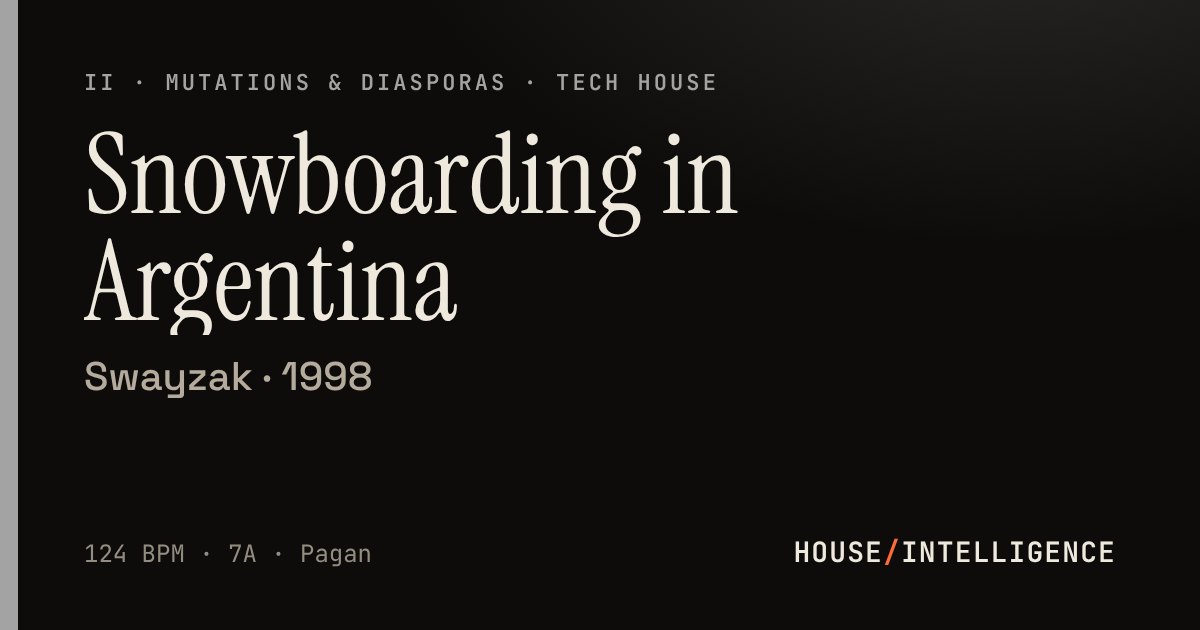 II · MUTATIONS & DIASPORAS · TECH HOUSE
Snowboarding in
Argentina
Swayzak · 1998
124 BPM · 7A · Pagan
HOUSE/INTELLIGENCE